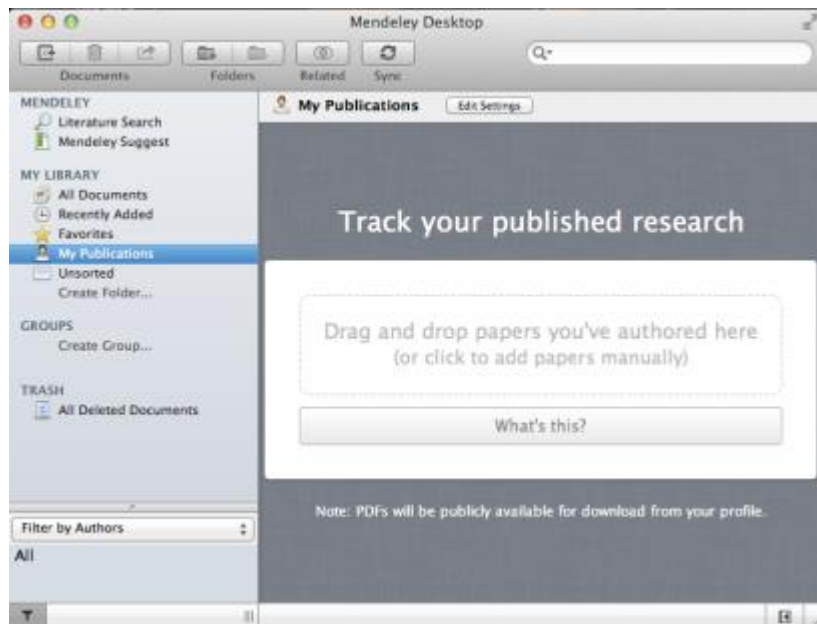 Mendeley Desktop
Documents Folders Related Sync
MENDELEY
Literature Search
Mendeley Suggest
MY LIBRARY
All Documents
Recently Added
Favorites
My Publications
Unsorted
Create Folder...
GROUPS
Create Group...
TRASH
All Deleted Documents
Filter by Authors
All
My Publications Edit Settings
Track your published research
Drag and drop papers you've authored here
(or click to add papers manually)
What's this?
Note: PDFs will be publicly available for download from your profile.